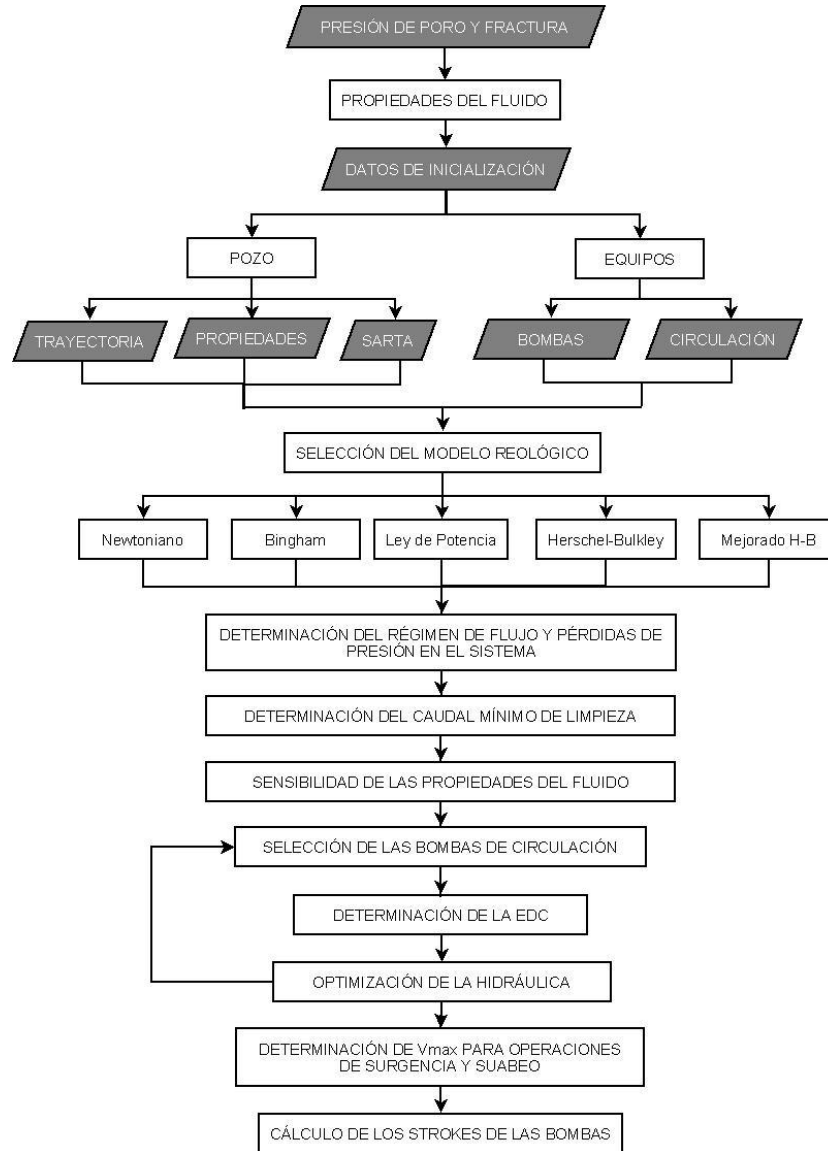 PRESIÓN DE PORO Y FRACTURA
PROPIEDADES DEL FLUIDO
DATOS DE INICIALIZACIÓN
POZO
EQUIPOS
TRAYECTORIA
PROPIEDADES
SARTA
BOMBAS
CIRCULACIÓN
SELECCIÓN DEL MODELO REOLÓGICO
Newtoniano
Bingham
Ley de Potencia
Herschel-Bulkley
Mejorado H-B
DETERMINACIÓN DEL RÉGIMEN DE FLUJO Y PÉRDIDAS DE
PRESIÓN EN EL SISTEMA
DETERMINACIÓN DEL CAUDAL MÍNIMO DE LIMPIEZA
SENSIBILIDAD DE LAS PROPIEDADES DEL FLUIDO
SELECCIÓN DE LAS BOMBAS DE CIRCULACIÓN
DETERMINACIÓN DE LA EDC
OPTIMIZACIÓN DE LA HIDRÁULICA
DETERMINACIÓN DE Vmax PARA OPERACIONES
DE SURGENCIA Y SUABEO
CÁLCULO DE LOS STROKES DE LAS BOMBAS